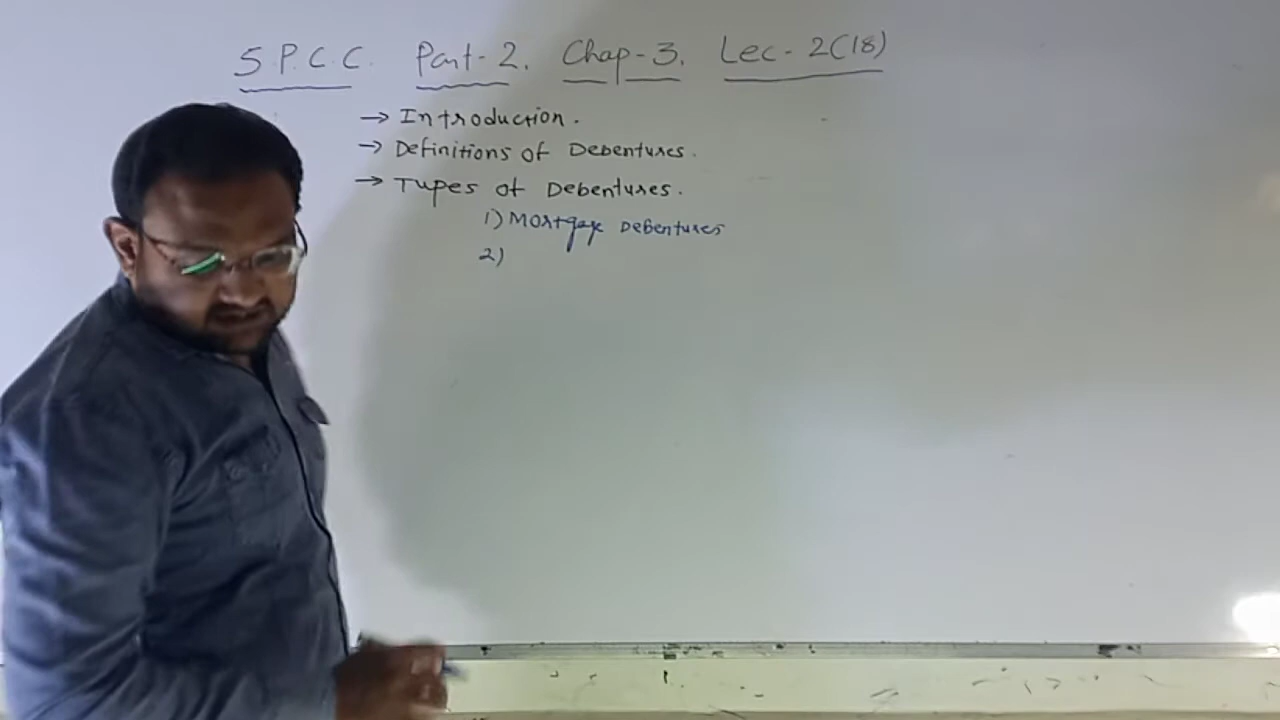 S.P.C.C. Part-2. Chap-3. Lec-2(18)
→ Introduction.
→ Definitions of Debentures.
→ Types of Debentures.
1) Mortgage Debentures
2)